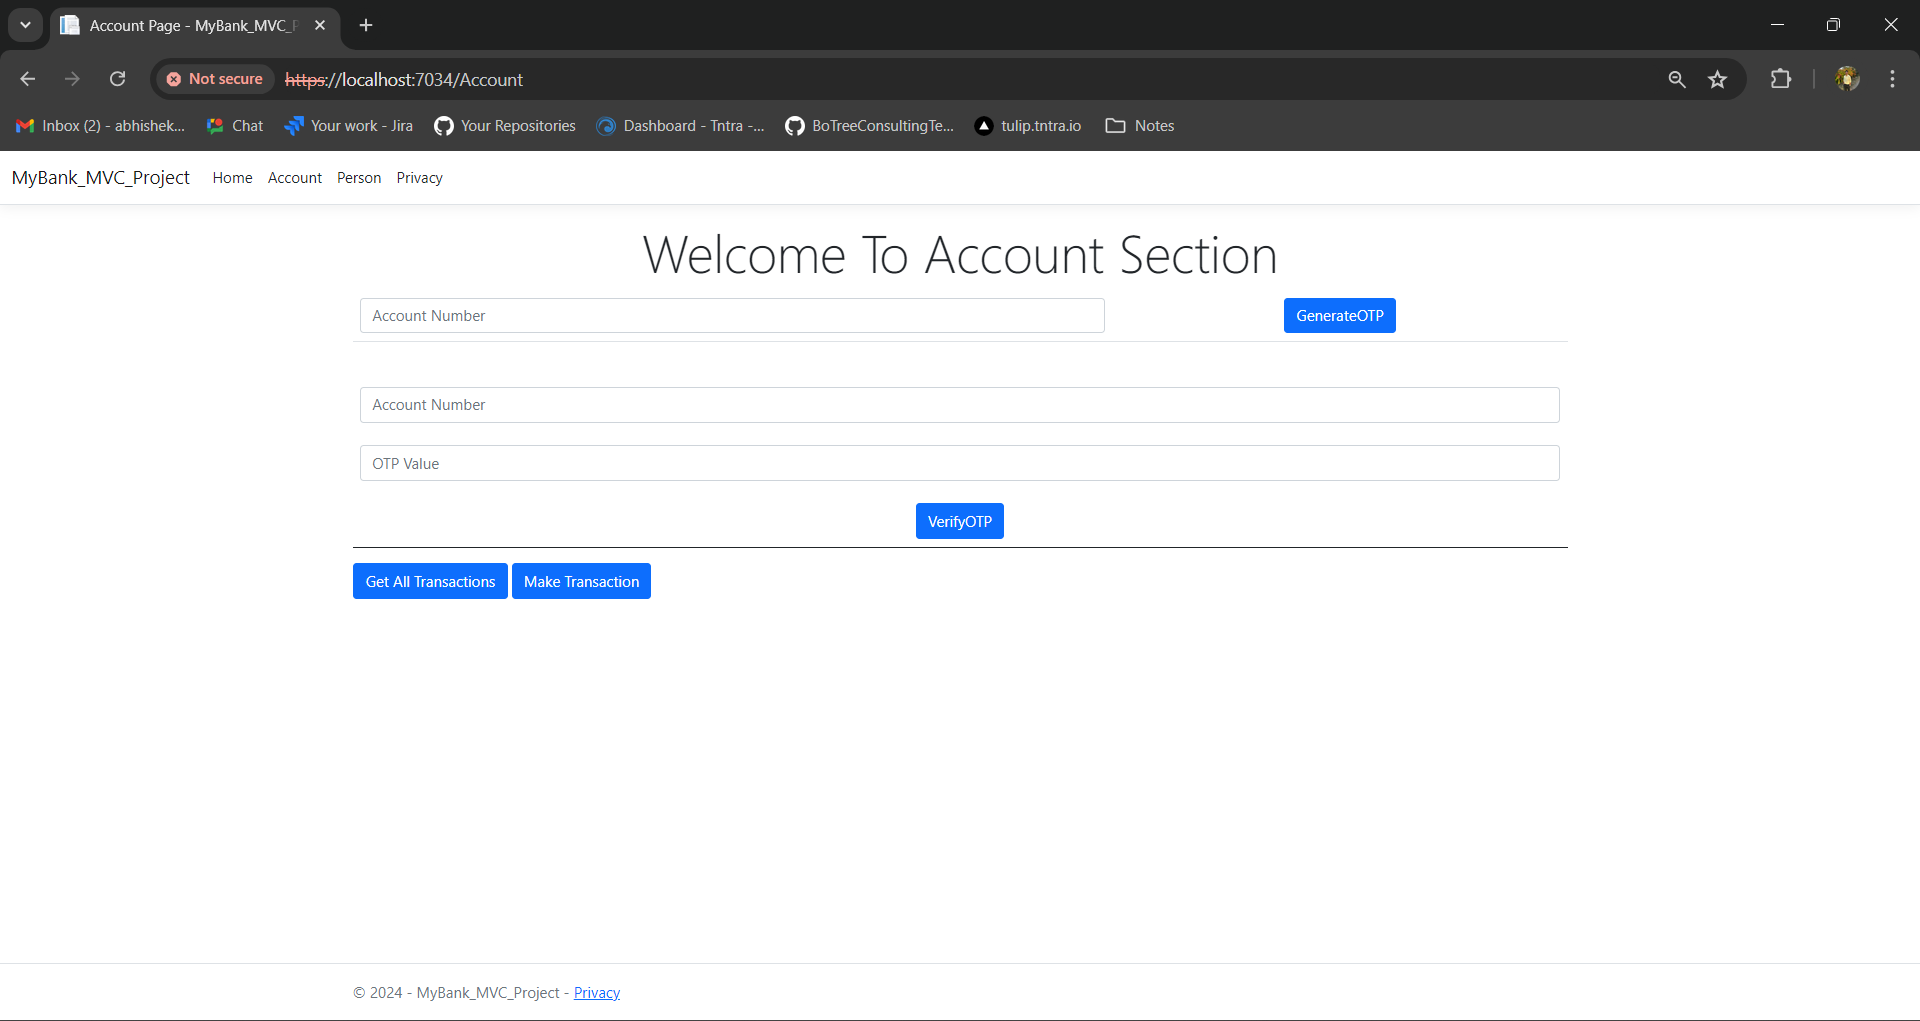 Account Page - MyBank_MVC_P
Not secure https://localhost:7034/Account
Inbox (2) - abhishek... Chat Your work - Jira Your Repositories Dashboard - Tntra -... BoTreeConsultingTe... tulip.tntra.io Notes
MyBank_MVC_Project Home Account Person Privacy
Welcome To Account Section
Account Number GenerateOTP
Account Number
OTP Value
VerifyOTP
Get All Transactions Make Transaction
© 2024 - MyBank_MVC_Project - Privacy